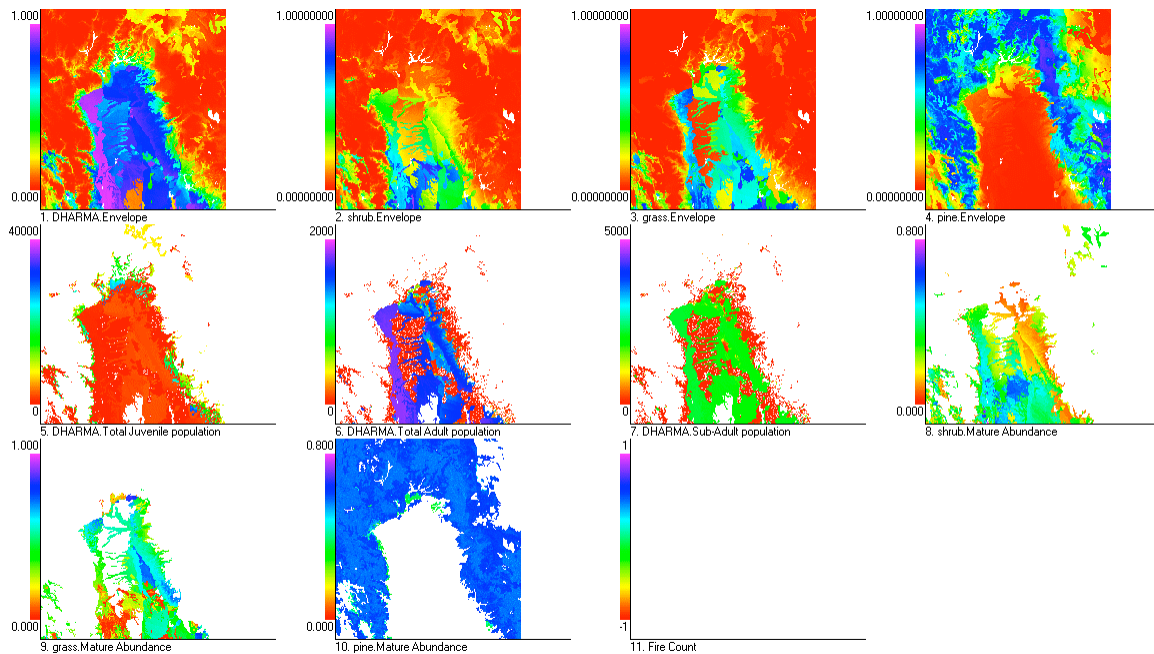 1.000
0.000
1. DHARMA.Envelope
1.00000000
0.00000000
2. shrub.Envelope
1.00000000
0.00000000
3. grass.Envelope
1.00000000
0.00000000
4. pine.Envelope
40000
0
5. DHARMA.Total Juvenile population
2000
0
6. DHARMA.Total Adult population
5000
0
7. DHARMA.Sub-Adult population
0.800
0.000
8. shrub.Mature Abundance
1.000
0.000
9. grass.Mature Abundance
0.800
0.000
10. pine.Mature Abundance
1
-1
11. Fire Count